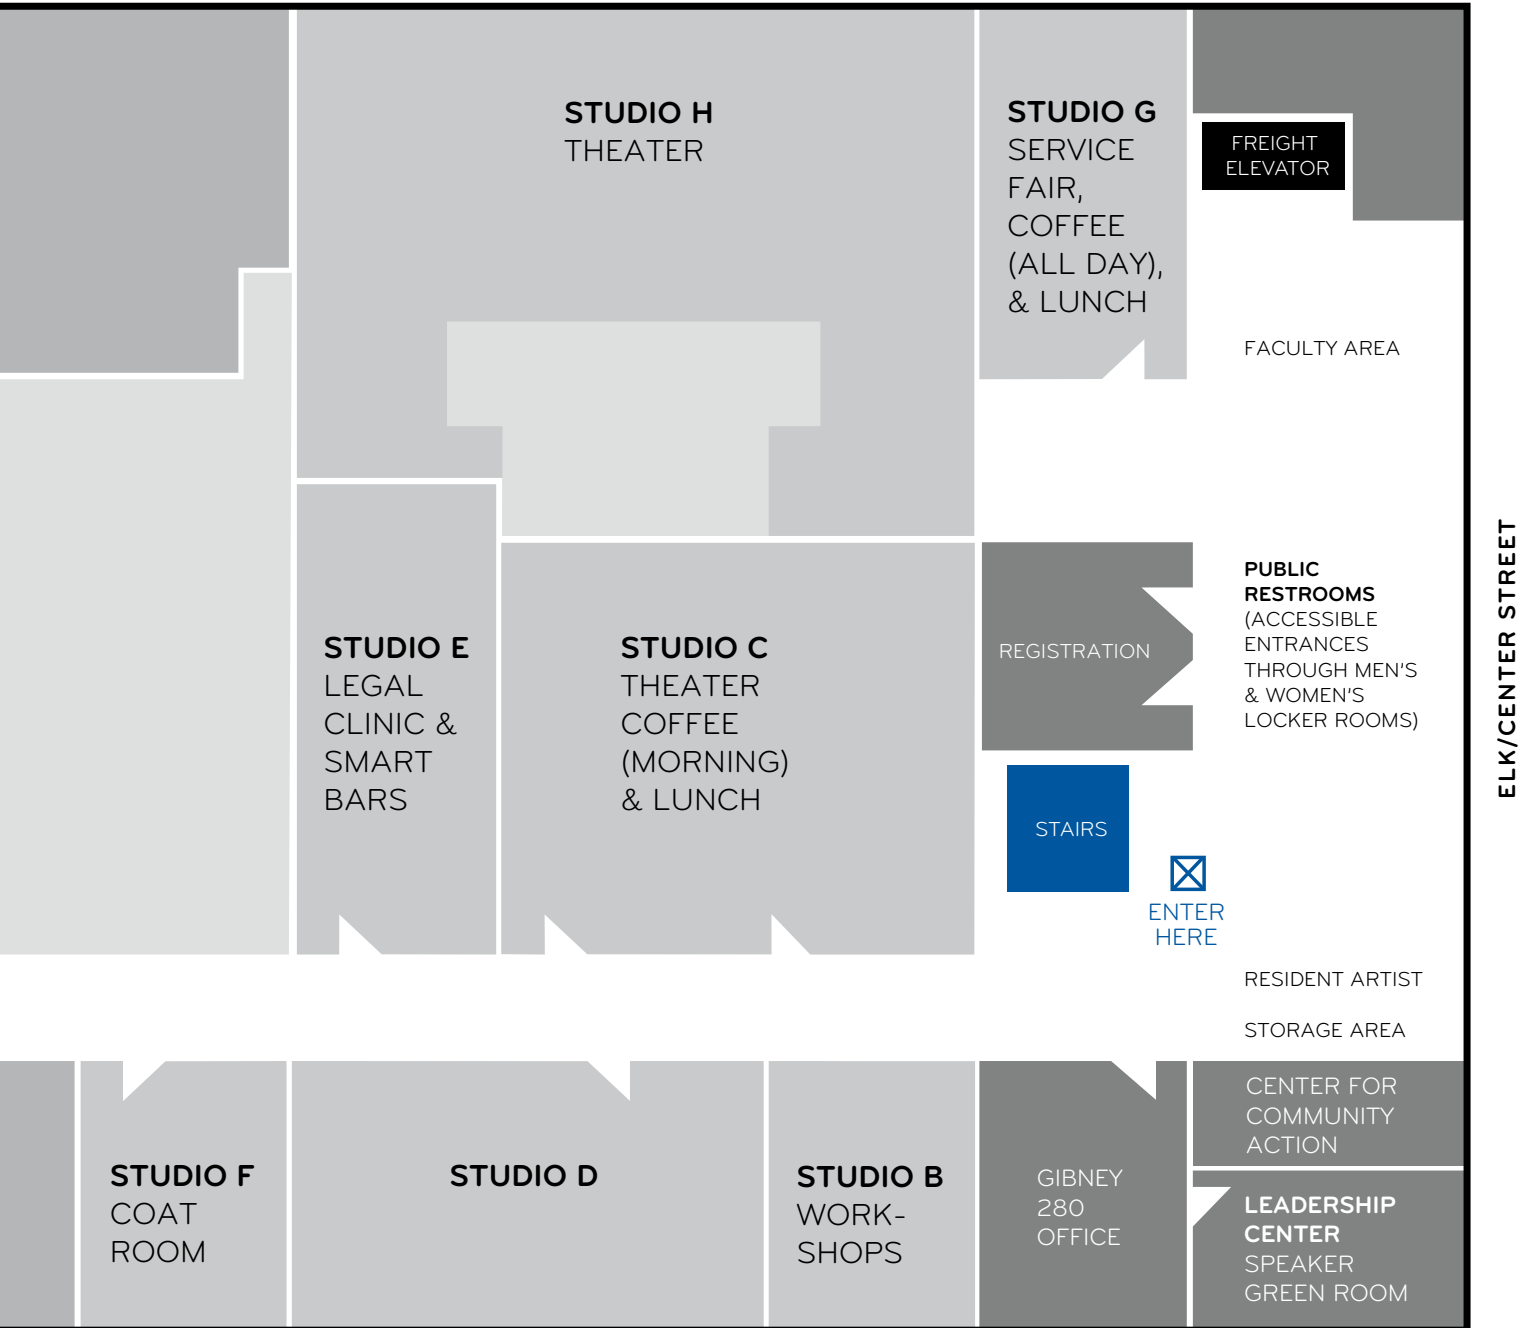 STUDIO H
THEATER
STUDIO G
SERVICE
FAIR,
COFFEE
(ALL DAY),
& LUNCH
FREIGHT
ELEVATOR
FACULTY AREA
STUDIO E
LEGAL
CLINIC &
SMART
BARS
STUDIO C
THEATER
COFFEE
(MORNING)
& LUNCH
REGISTRATION
PUBLIC
RESTROOMS
(ACCESSIBLE
ENTRANCES
THROUGH MEN'S
& WOMEN'S
LOCKER ROOMS)
ELK/CENTER STREET
STAIRS
ENTER
HERE
RESIDENT ARTIST
STORAGE AREA
STUDIO F
COAT
ROOM
STUDIO D
STUDIO B
WORK-
SHOPS
GIBNEY
280
OFFICE
CENTER FOR
COMMUNITY
ACTION
LEADERSHIP
CENTER
SPEAKER
GREEN ROOM